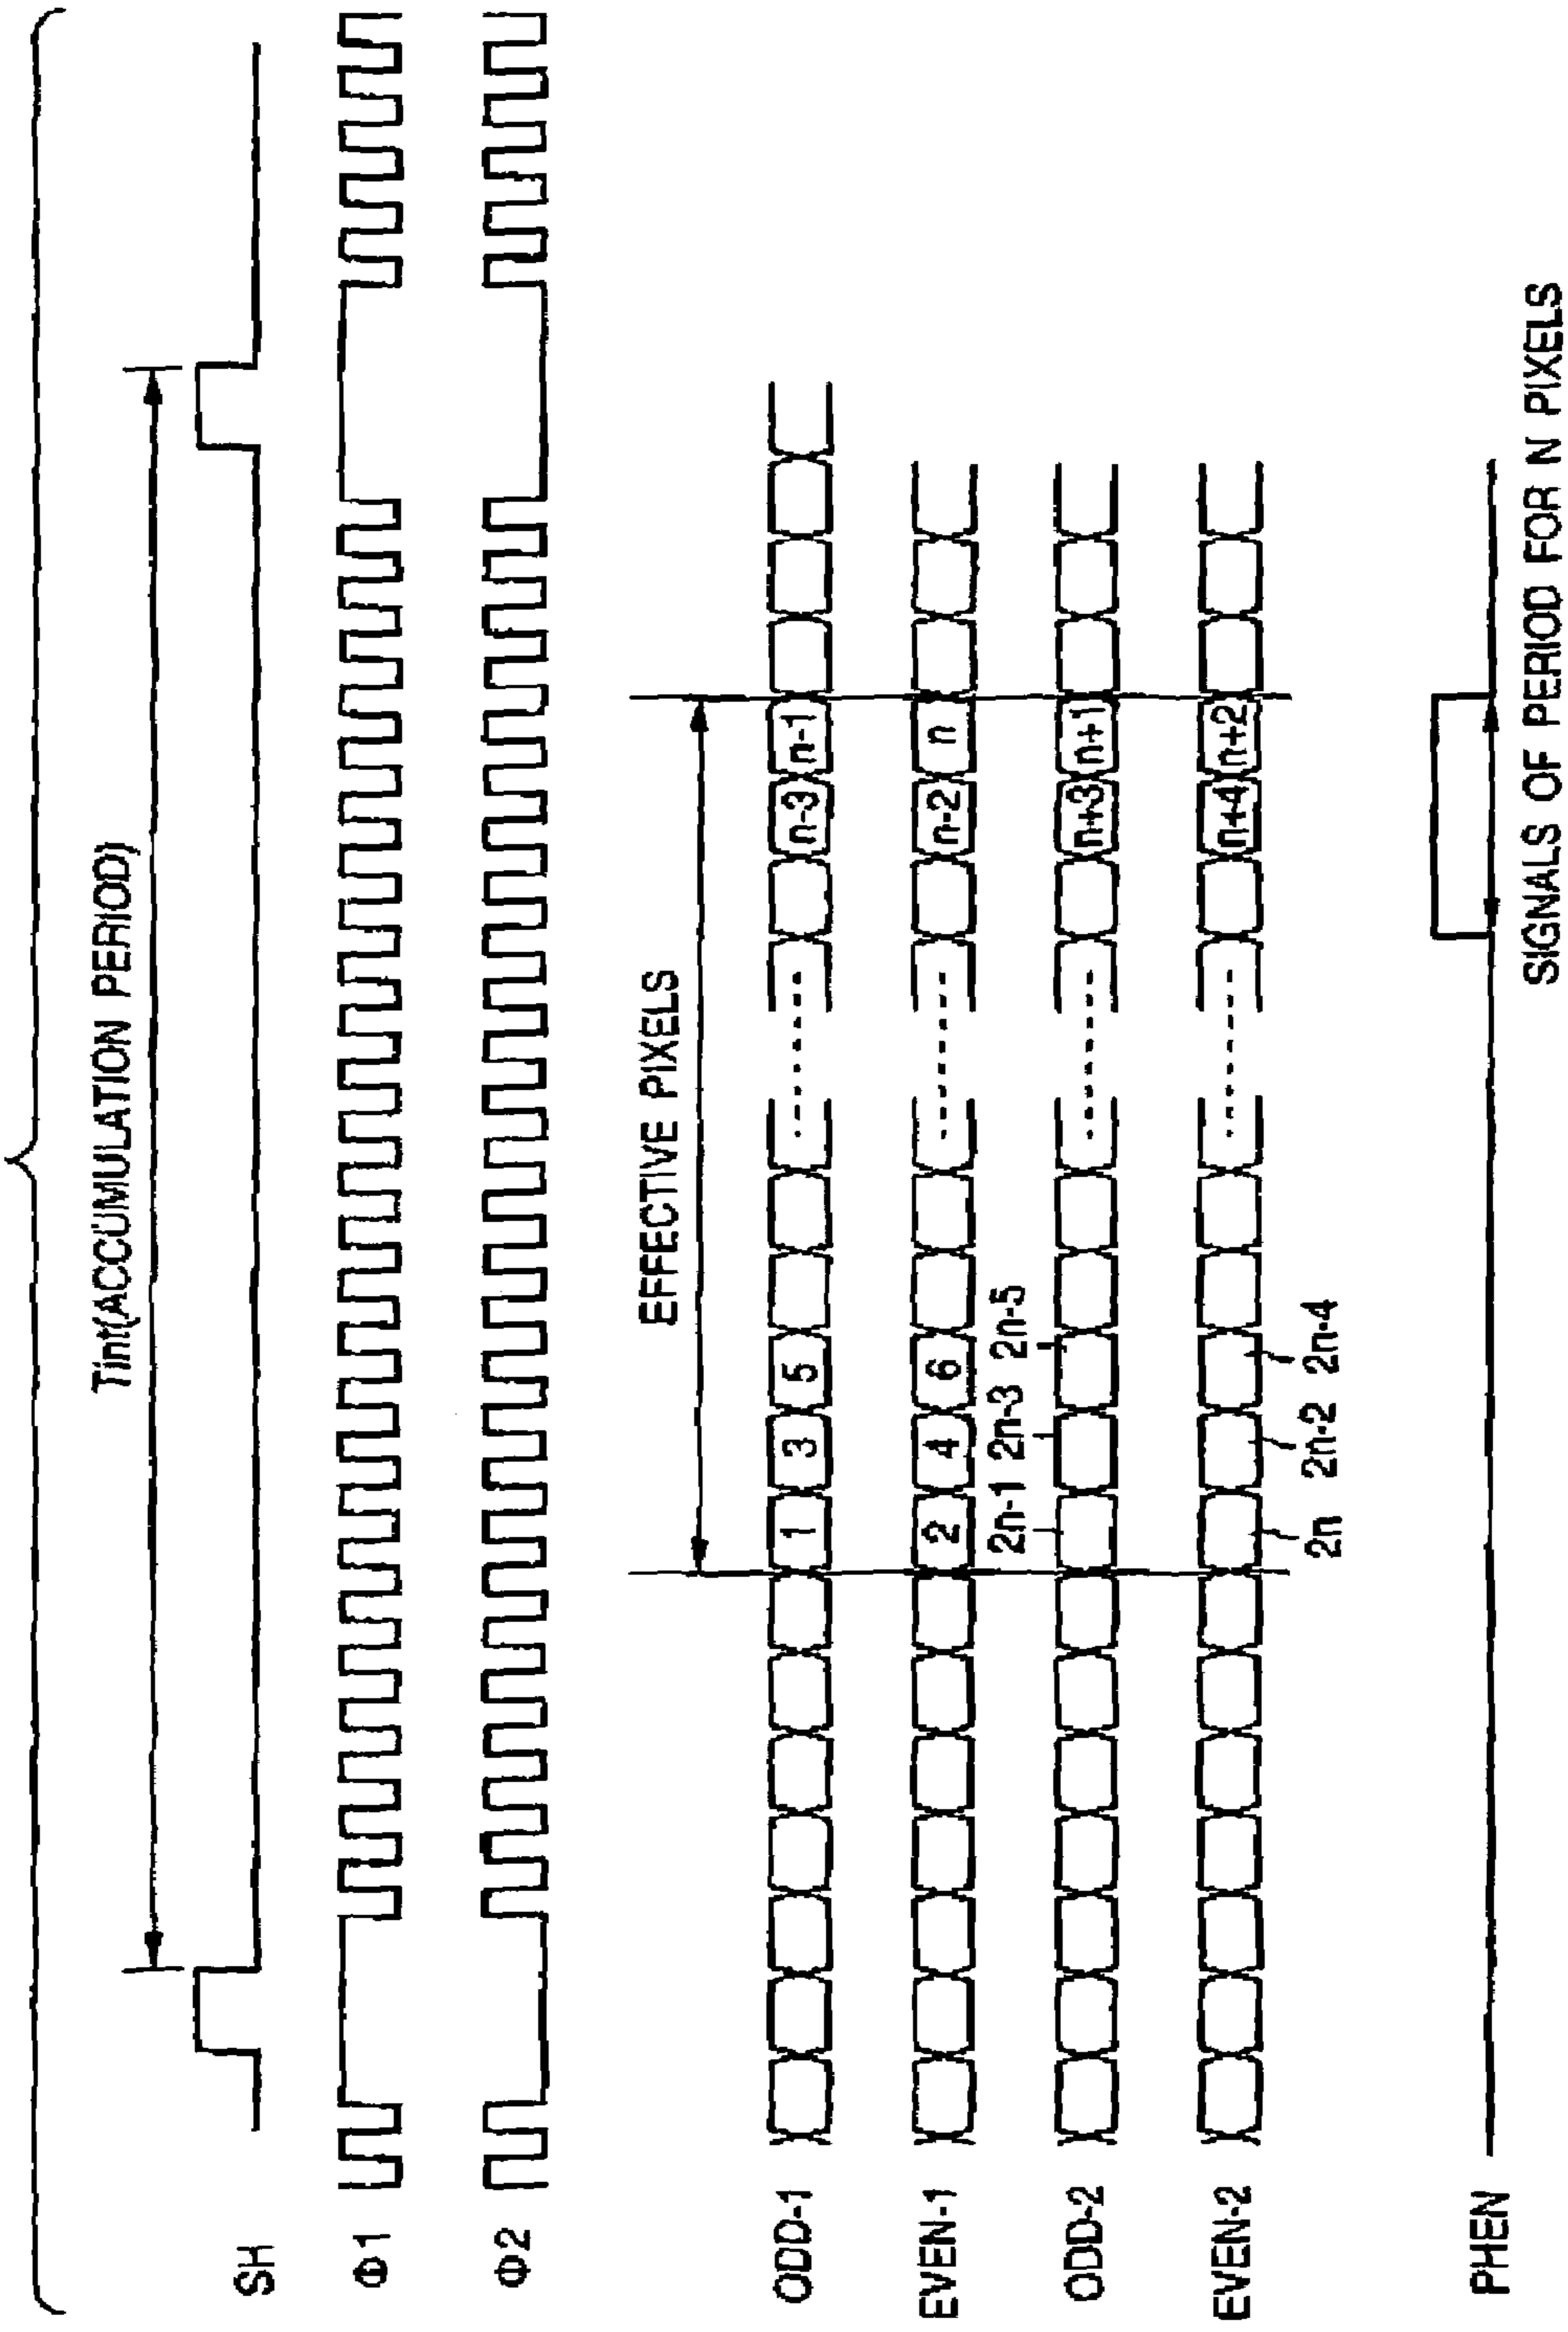 Tint(ACCUMULATION PERIOD)
SH
Φ1
Φ2
EFFECTIVE PIXELS
ODD-1 1 3 5 n-3 n-1
EVEN-1 2 4 6 n-2 n
2n-1 2n-3 2n-5
ODD-2 n+3 n+1
EVEN-2 n+4 n+2
2n 2n-2 2n-4
PHEN
SIGNALS OF PERIOD FOR N PIXELS